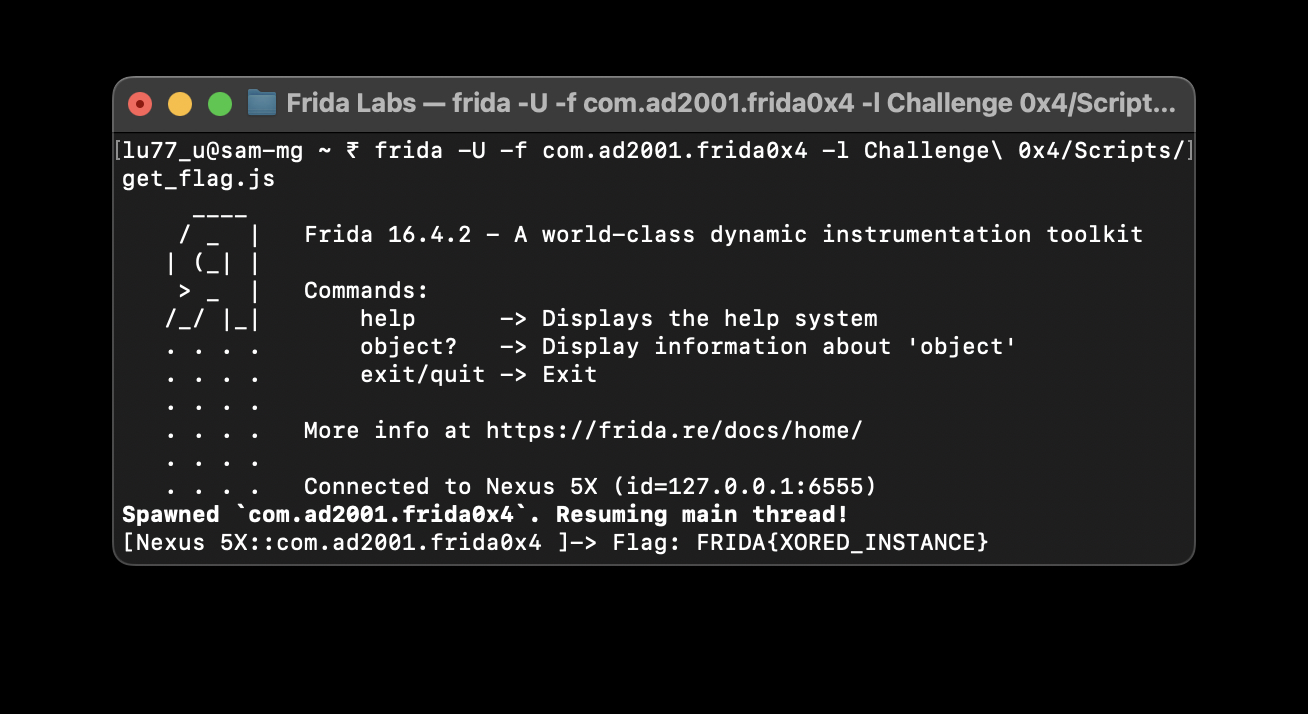 Frida Labs — frida -U -f com.ad2001.frida0x4 -l Challenge 0x4/Script...
[lu77_u@sam-mg ~ ₹ frida -U -f com.ad2001.frida0x4 -l Challenge\ 0x4/Scripts/]
get_flag.js
     ____
    / _  |   Frida 16.4.2 - A world-class dynamic instrumentation toolkit
   | (_| |
    > _  |   Commands:
   /_/ |_|       help      -> Displays the help system
   . . . .       object?   -> Display information about 'object'
   . . . .       exit/quit -> Exit
   . . . .
   . . . .   More info at https://frida.re/docs/home/
   . . . .
   . . . .   Connected to Nexus 5X (id=127.0.0.1:6555)
Spawned `com.ad2001.frida0x4`. Resuming main thread!
[Nexus 5X::com.ad2001.frida0x4 ]-> Flag: FRIDA{XORED_INSTANCE}